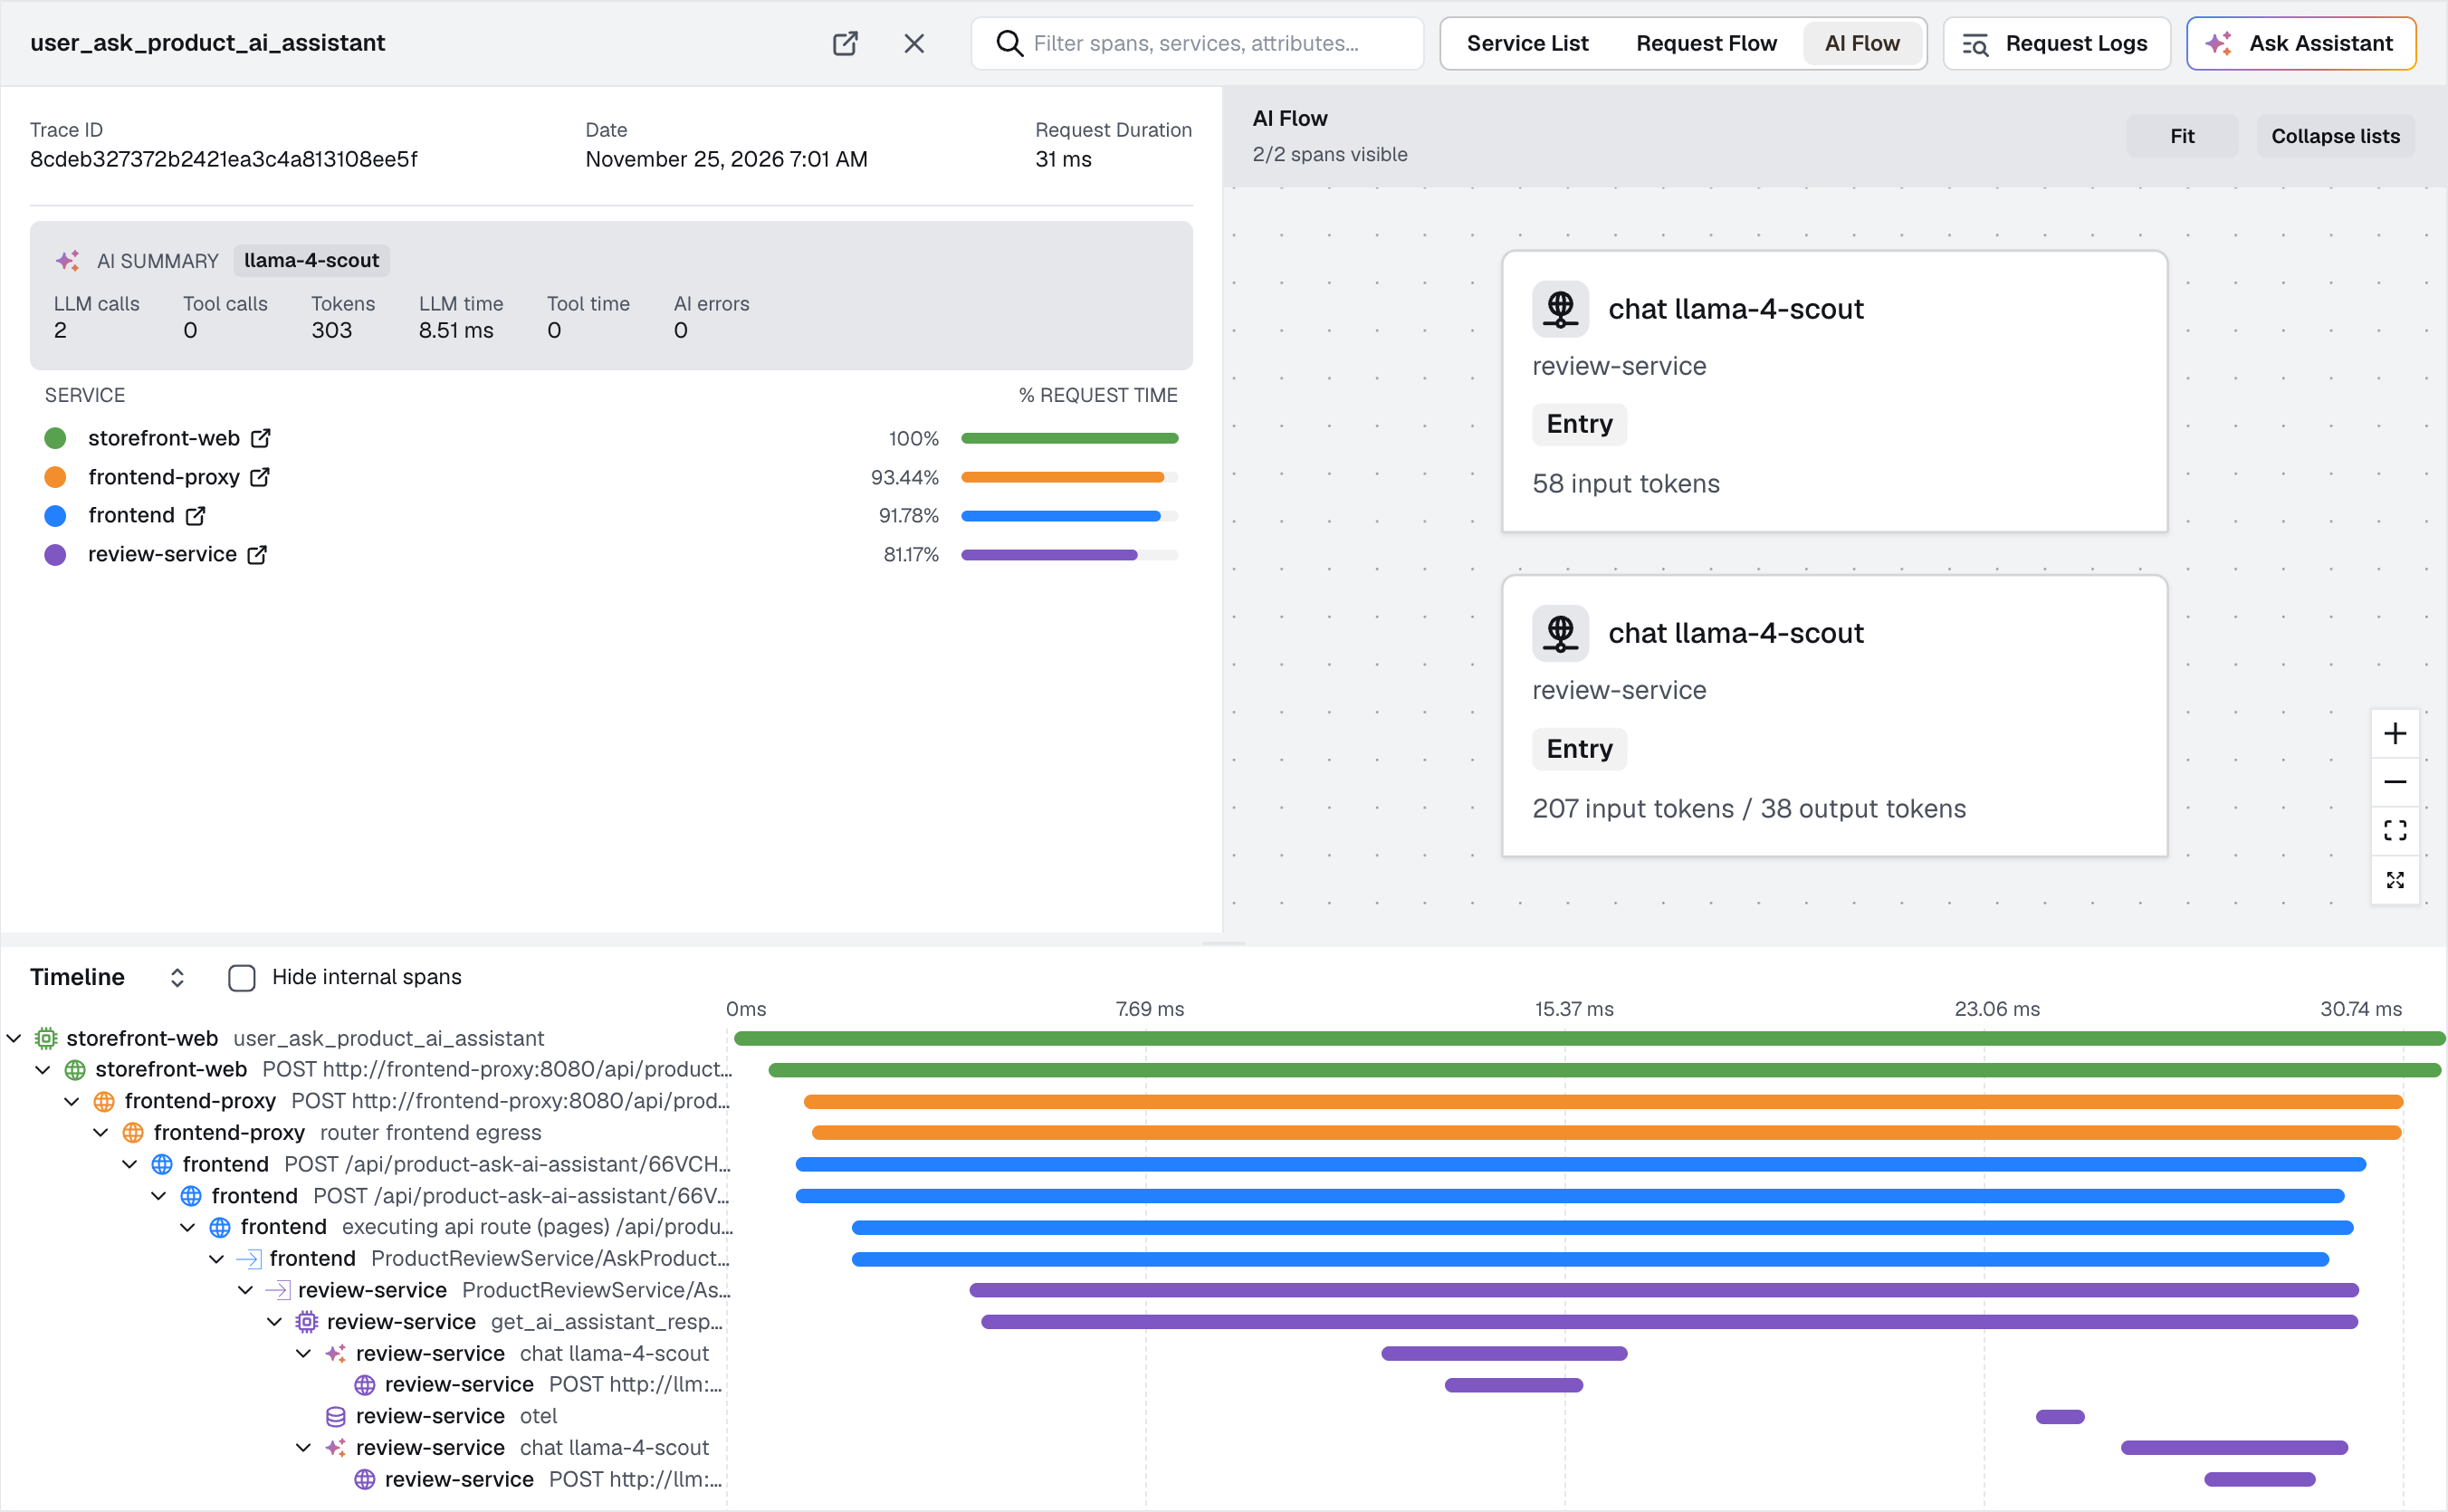 user_ask_product_ai_assistant
Filter spans, services, attributes...
Service List
Request Flow
AI Flow
Request Logs
Ask Assistant
Trace ID
8cdeb327372b2421ea3c4a813108ee5f
Date
November 25, 2026 7:01 AM
Request Duration
31 ms
AI SUMMARY
llama-4-scout
LLM calls
2
Tool calls
0
Tokens
303
LLM time
8.51 ms
Tool time
0
AI errors
0
SERVICE
% REQUEST TIME
storefront-web
100%
frontend-proxy
93.44%
frontend
91.78%
review-service
81.17%
AI Flow
2/2 spans visible
Fit
Collapse lists
chat llama-4-scout
review-service
Entry
58 input tokens
chat llama-4-scout
review-service
Entry
207 input tokens / 38 output tokens
Timeline
Hide internal spans
0ms
7.69 ms
15.37 ms
23.06 ms
30.74 ms
storefront-web user_ask_product_ai_assistant
storefront-web POST http://frontend-proxy:8080/api/product...
frontend-proxy POST http://frontend-proxy:8080/api/prod...
frontend-proxy router frontend egress
frontend POST /api/product-ask-ai-assistant/66VCH...
frontend POST /api/product-ask-ai-assistant/66V...
frontend executing api route (pages) /api/produ...
frontend ProductReviewService/AskProduct...
review-service ProductReviewService/As...
review-service get_ai_assistant_resp...
review-service chat llama-4-scout
review-service POST http://llm:...
review-service otel
review-service chat llama-4-scout
review-service POST http://llm:...